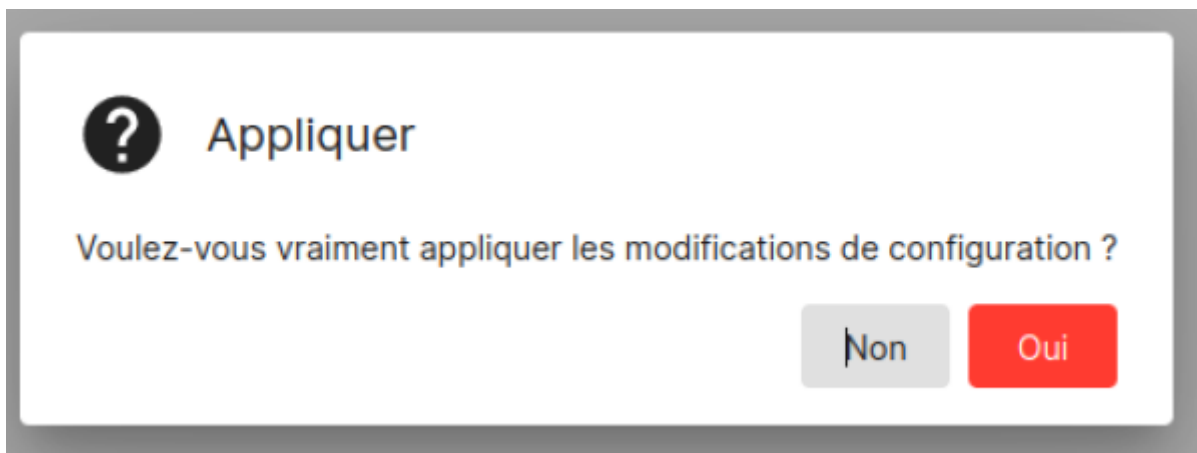 Appliquer
Voulez-vous vraiment appliquer les modifications de configuration ?
Non Oui